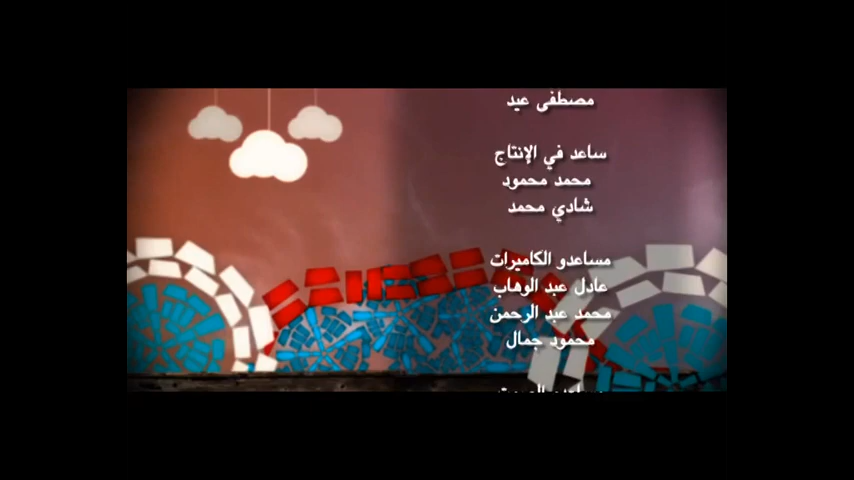 مصطفى عيد
ساعد في الإنتاج
محمد محمود
شادي محمد
مساعدو الكاميرات
عادل عبد الوهاب
محمد عبد الرحمن
محمود جمال